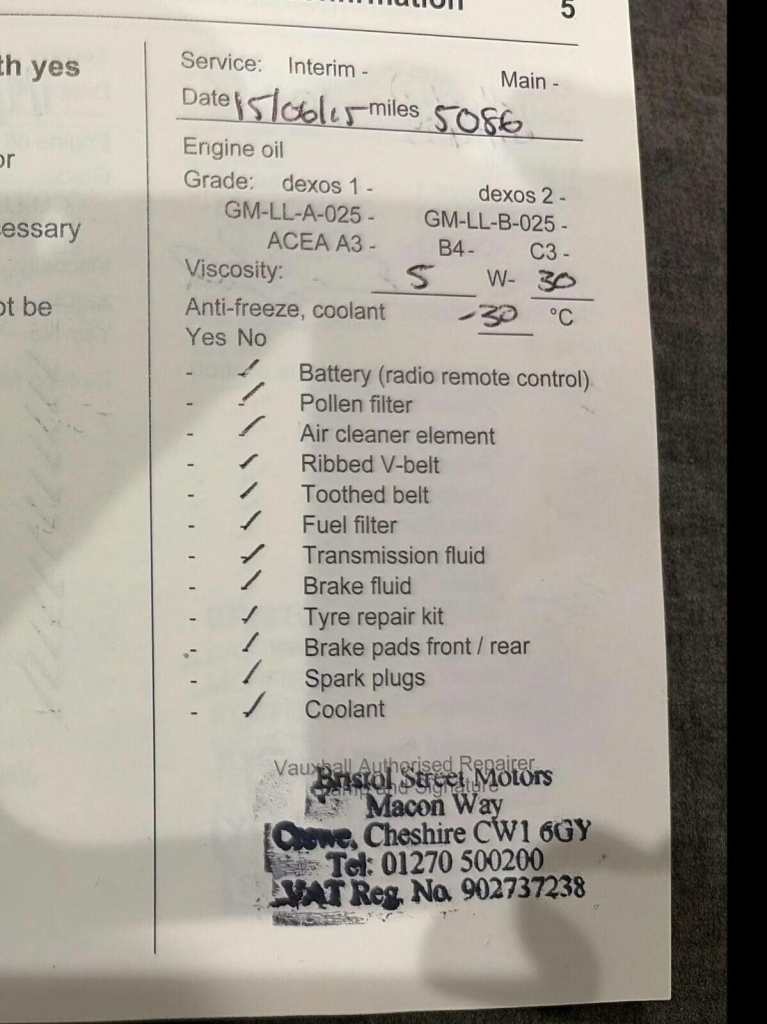 5
th yes
or
essary
ot be
Service: Interim - Main -
Date 15/06/15 miles 5086
Engine oil
Grade: dexos 1 - dexos 2 -
GM-LL-A-025 - GM-LL-B-025 -
ACEA A3 - B4- C3 -
Viscosity: 5 W- 30
Anti-freeze, coolant -30 °C
Yes No
- ✓ Battery (radio remote control)
- ✓ Pollen filter
- ✓ Air cleaner element
- ✓ Ribbed V-belt
- ✓ Toothed belt
- ✓ Fuel filter
- ✓ Transmission fluid
- ✓ Brake fluid
- ✓ Tyre repair kit
- ✓ Brake pads front / rear
- ✓ Spark plugs
- ✓ Coolant
Vauxhall Authorised Repairer
Stamp and Signature
Bristol Street Motors
Macon Way
Crewe, Cheshire CW1 6GY
Tel: 01270 500200
VAT Reg. No. 902737238